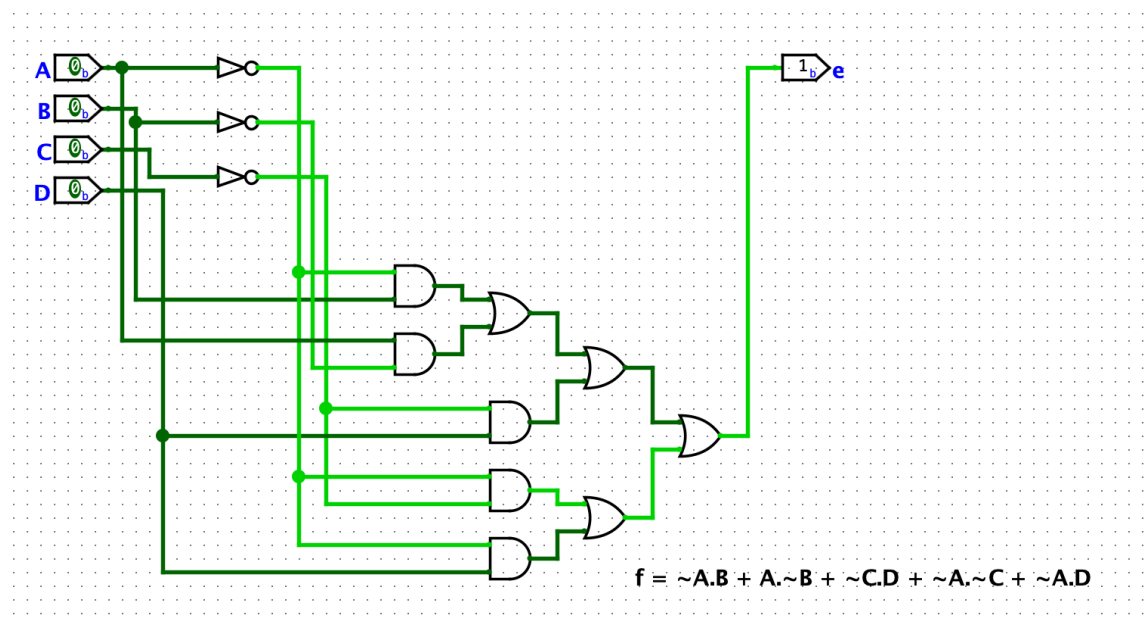 A 0b
B 0b
C 0b
D 0b
1b e
f = ~A.B + A.~B + ~C.D + ~A.~C + ~A.D